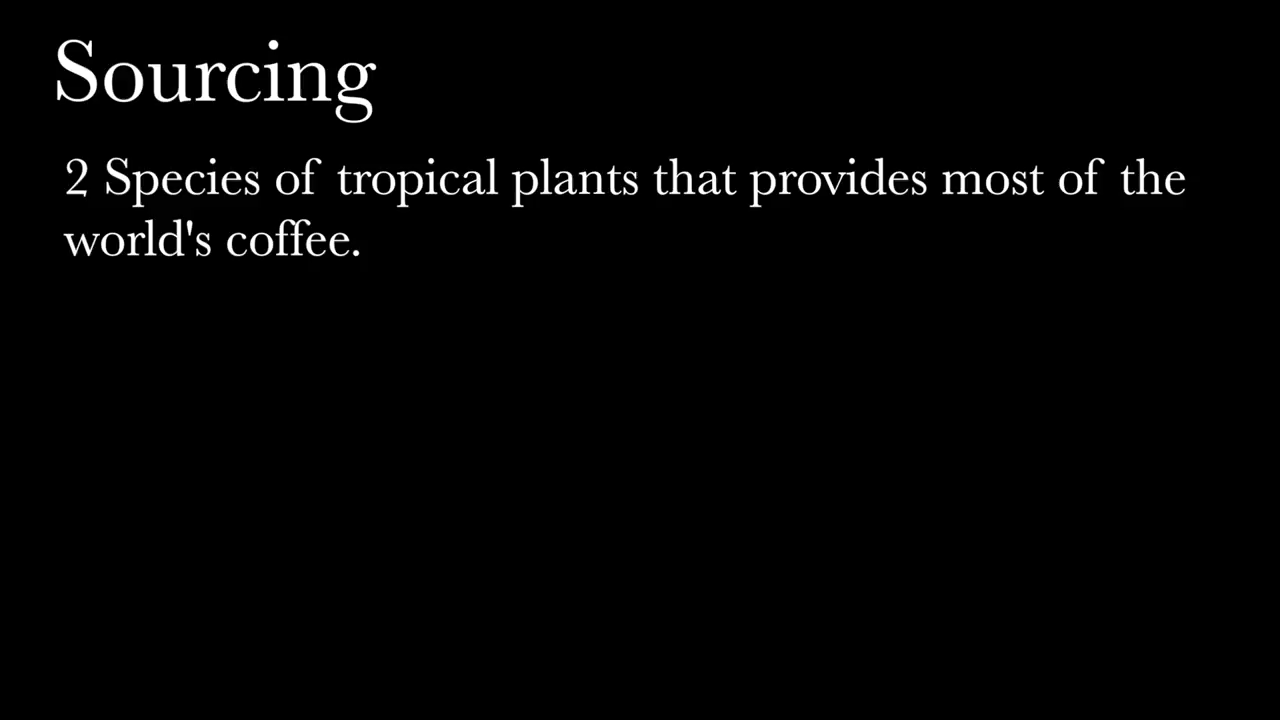 Sourcing
2 Species of tropical plants that provides most of the
world's coffee.